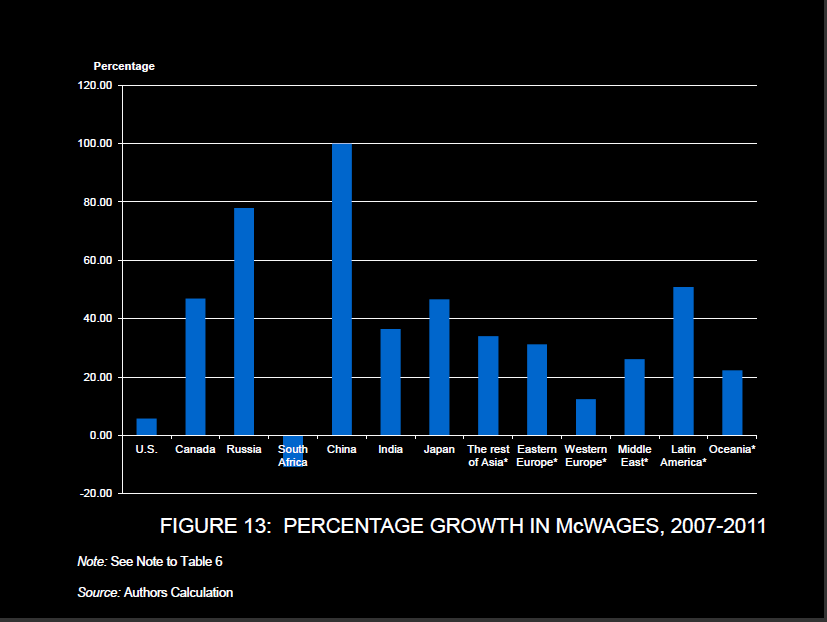 Percentage
120.00
100.00
80.00
60.00
40.00
20.00
0.00
-20.00
U.S. Canada Russia South Africa China India Japan The rest of Asia* Eastern Europe* Western Europe* Middle East* Latin America* Oceania*
FIGURE 13:  PERCENTAGE GROWTH IN McWAGES, 2007-2011
Note: See Note to Table 6
Source: Authors Calculation